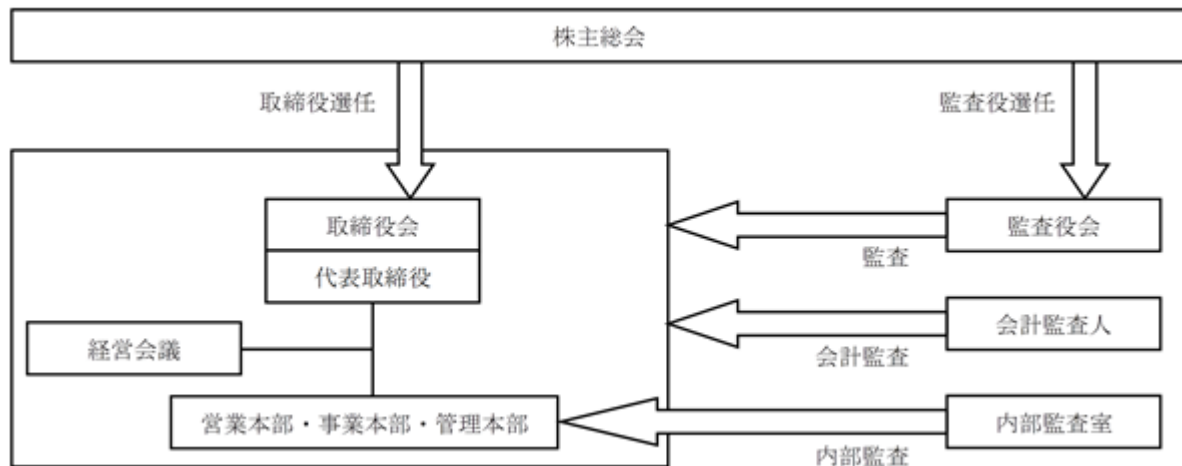 株主総会
取締役選任
監査役選任
取締役会
監査役会
監査
代表取締役
会計監査人
経営会議
会計監査
営業本部・事業本部・管理本部
内部監査室
内部監査